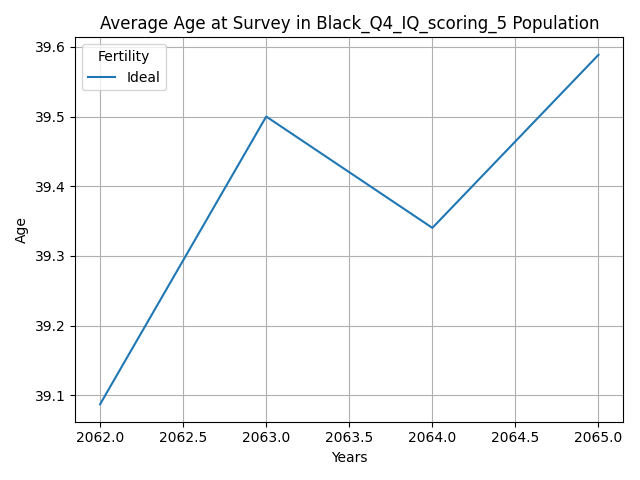 Average Age at Survey in Black_Q4_IQ_scoring_5 Population
Fertility
Ideal
39.6
39.5
39.4
39.3
39.2
39.1
Age
2062.0 2062.5 2063.0 2063.5 2064.0 2064.5 2065.0
Years